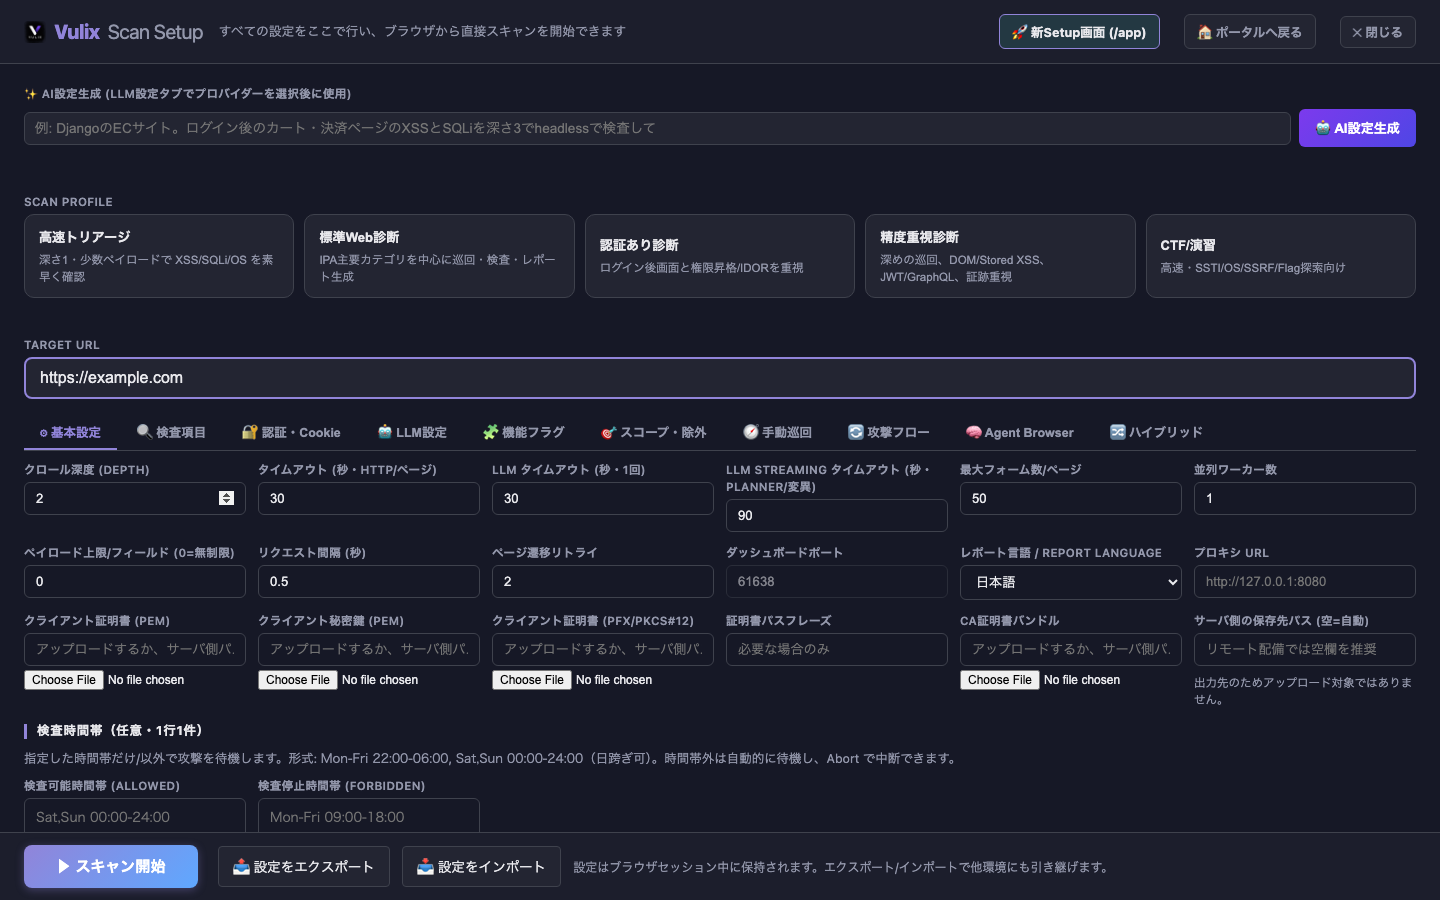 Vulix Scan Setup すべての設定をここで行い、ブラウザから直接スキャンを開始できます
🚀 新Setup画面 (/app)
🏠 ポータルへ戻る
✕ 閉じる
✨ AI設定生成 (LLM設定タブでプロバイダーを選択後に使用)
例: DjangoのECサイト。ログイン後のカート・決済ページのXSSとSQLiを深さ3でheadlessで検査して
🤖 AI設定生成
SCAN PROFILE
高速トリアージ
深さ1・少数ペイロードで XSS/SQLi/OS を素
早く確認
標準Web診断
IPA主要カテゴリを中心に巡回・検査・レポー
ト生成
認証あり診断
ログイン後画面と権限昇格/IDORを重視
精度重視診断
深めの巡回、DOM/Stored XSS、
JWT/GraphQL、証跡重視
CTF/演習
高速・SSTI/OS/SSRF/Flag探索向け
TARGET URL
https://example.com
⚙ 基本設定
🔍 検査項目
🔐 認証・Cookie
🤖 LLM設定
🧩 機能フラグ
🎯 スコープ・除外
🧭 手動巡回
🔄 攻撃フロー
🧠 Agent Browser
🔀 ハイブリッド
クロール深度 (DEPTH)
2
タイムアウト (秒・HTTP/ページ)
30
LLM タイムアウト (秒・1回)
30
LLM STREAMING タイムアウト (秒・
PLANNER/変異)
90
最大フォーム数/ページ
50
並列ワーカー数
1
ペイロード上限/フィールド (0=無制限)
0
リクエスト間隔 (秒)
0.5
ページ遷移リトライ
2
ダッシュボードポート
61638
レポート言語 / REPORT LANGUAGE
日本語
プロキシ URL
http://127.0.0.1:8080
クライアント証明書 (PEM)
アップロードするか、サーバ側パ
Choose File No file chosen
クライアント秘密鍵 (PEM)
アップロードするか、サーバ側パ
Choose File No file chosen
クライアント証明書 (PFX/PKCS#12)
アップロードするか、サーバ側パ
Choose File No file chosen
証明書パスフレーズ
必要な場合のみ
CA証明書バンドル
アップロードするか、サーバ側パ
Choose File No file chosen
サーバ側の保存先パス (空=自動)
リモート配備では空欄を推奨
出力先のためアップロード対象ではありま
せん。
検査時間帯（任意・1行1件）
指定した時間帯だけ/以外で攻撃を待機します。形式: Mon-Fri 22:00-06:00, Sat,Sun 00:00-24:00（日跨ぎ可）。時間帯外は自動的に待機し、Abort で中断できます。
検査可能時間帯 (ALLOWED)
Sat,Sun 00:00-24:00
検査停止時間帯 (FORBIDDEN)
Mon-Fri 09:00-18:00
▶ スキャン開始
📤 設定をエクスポート
📥 設定をインポート
設定はブラウザセッション中に保持されます。エクスポート/インポートで他環境にも引き継げます。